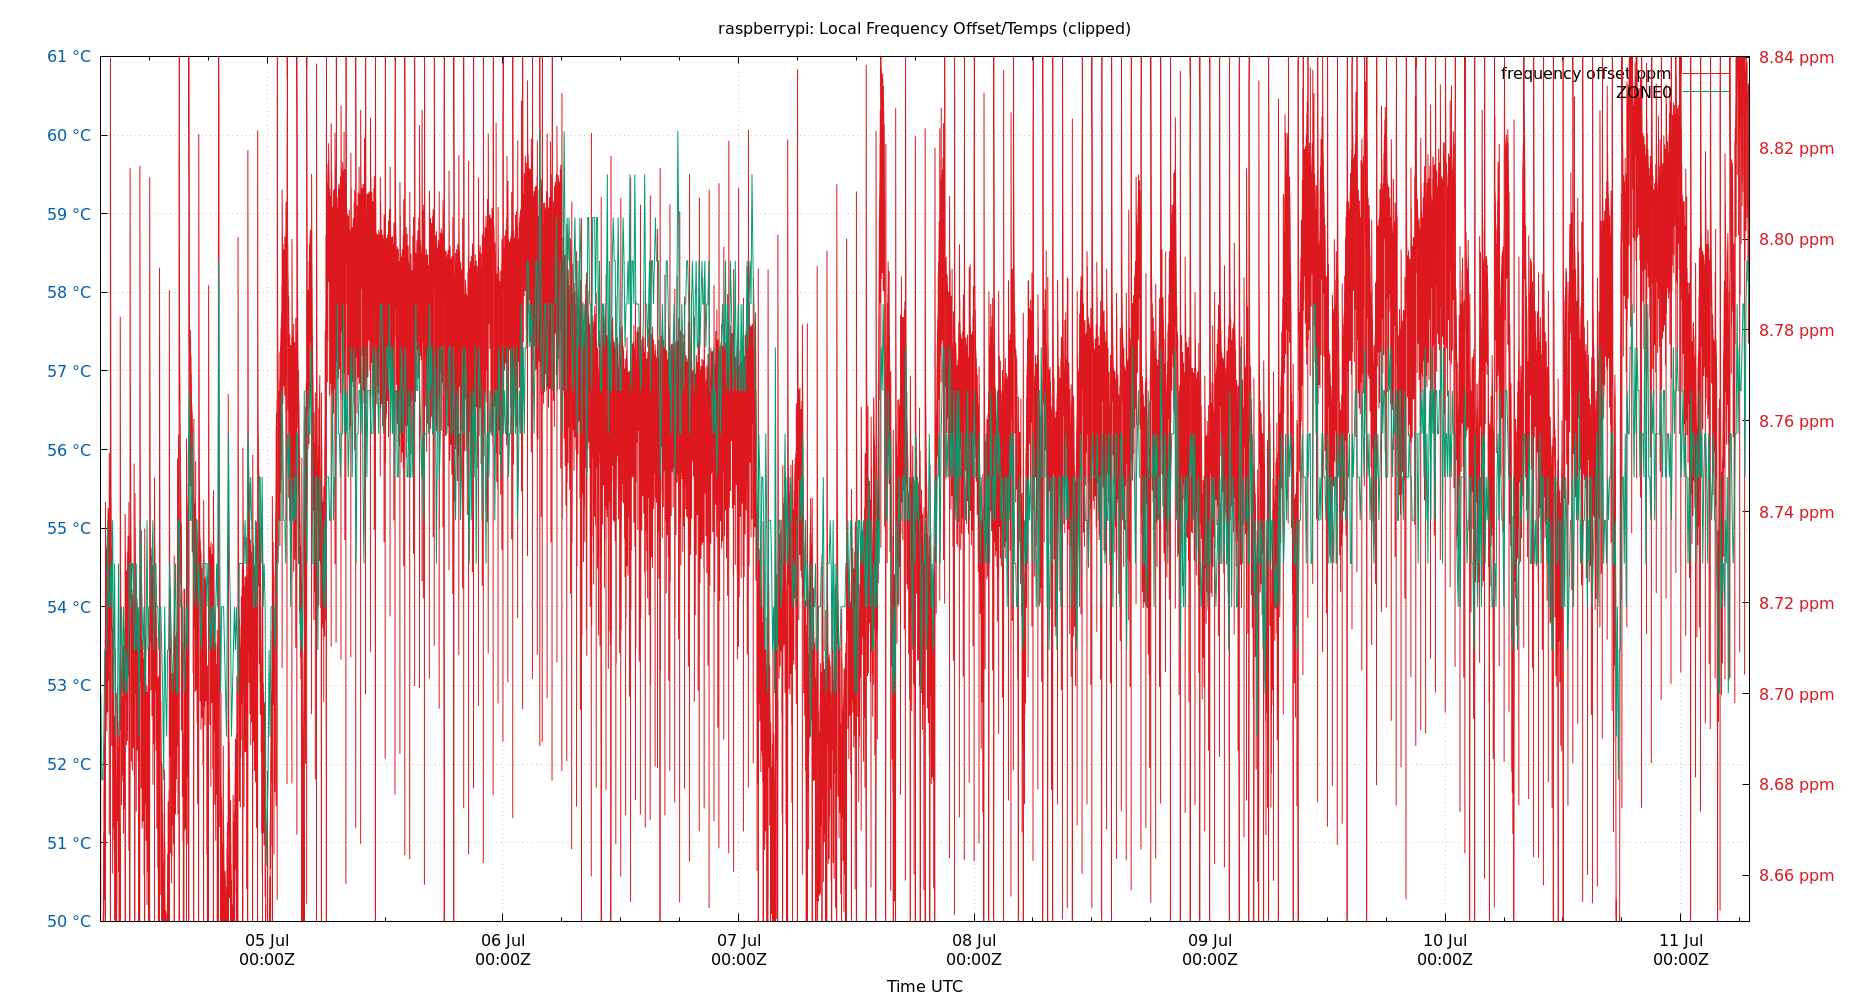 raspberrypi: Local Frequency Offset/Temps (clipped)
61 °C
60 °C
59 °C
58 °C
57 °C
56 °C
55 °C
54 °C
53 °C
52 °C
51 °C
50 °C
8.84 ppm
8.82 ppm
8.80 ppm
8.78 ppm
8.76 ppm
8.74 ppm
8.72 ppm
8.70 ppm
8.68 ppm
8.66 ppm
frequency offset ppm
ZONE0
05 Jul
00:00Z
06 Jul
00:00Z
07 Jul
00:00Z
08 Jul
00:00Z
09 Jul
00:00Z
10 Jul
00:00Z
11 Jul
00:00Z
Time UTC